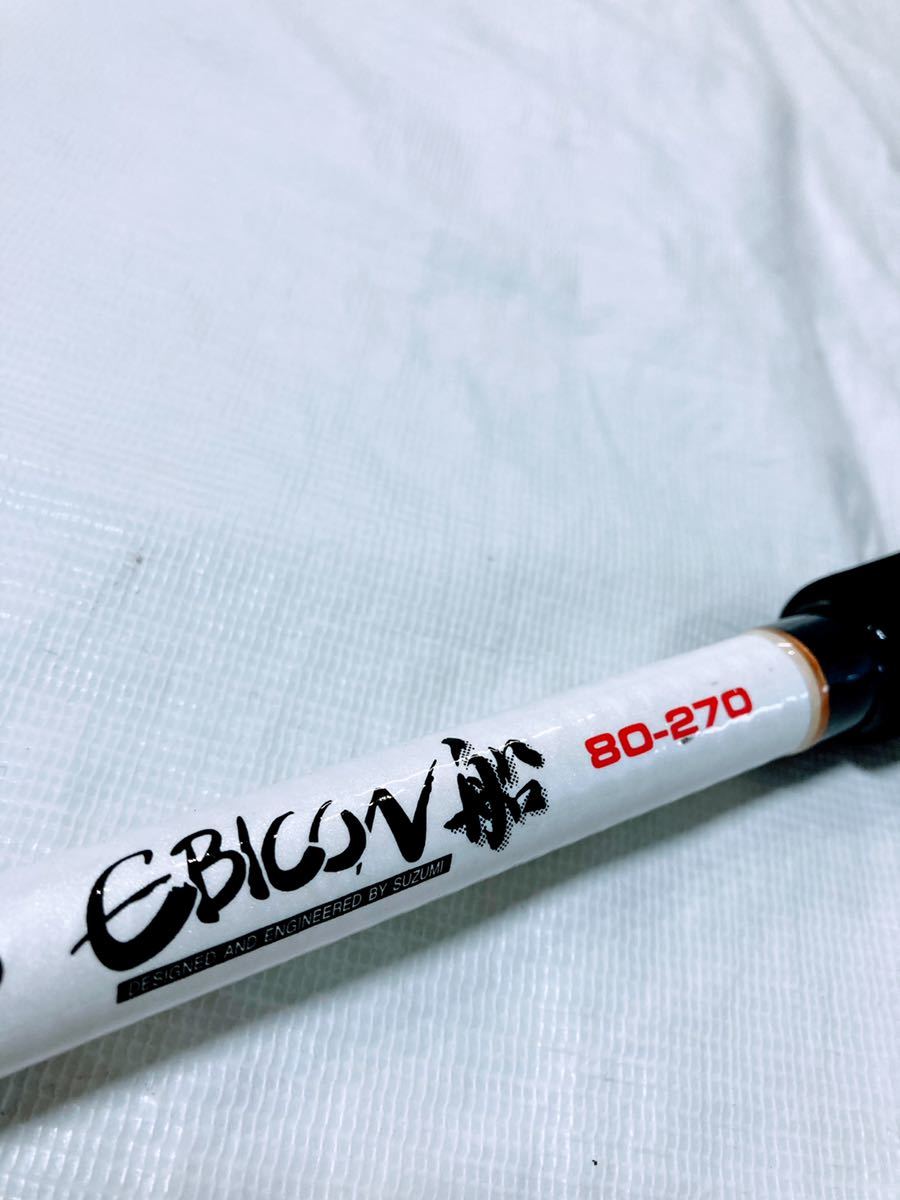 EBICON船 80-270
DESIGNED AND ENGINEERED BY SUZUMI